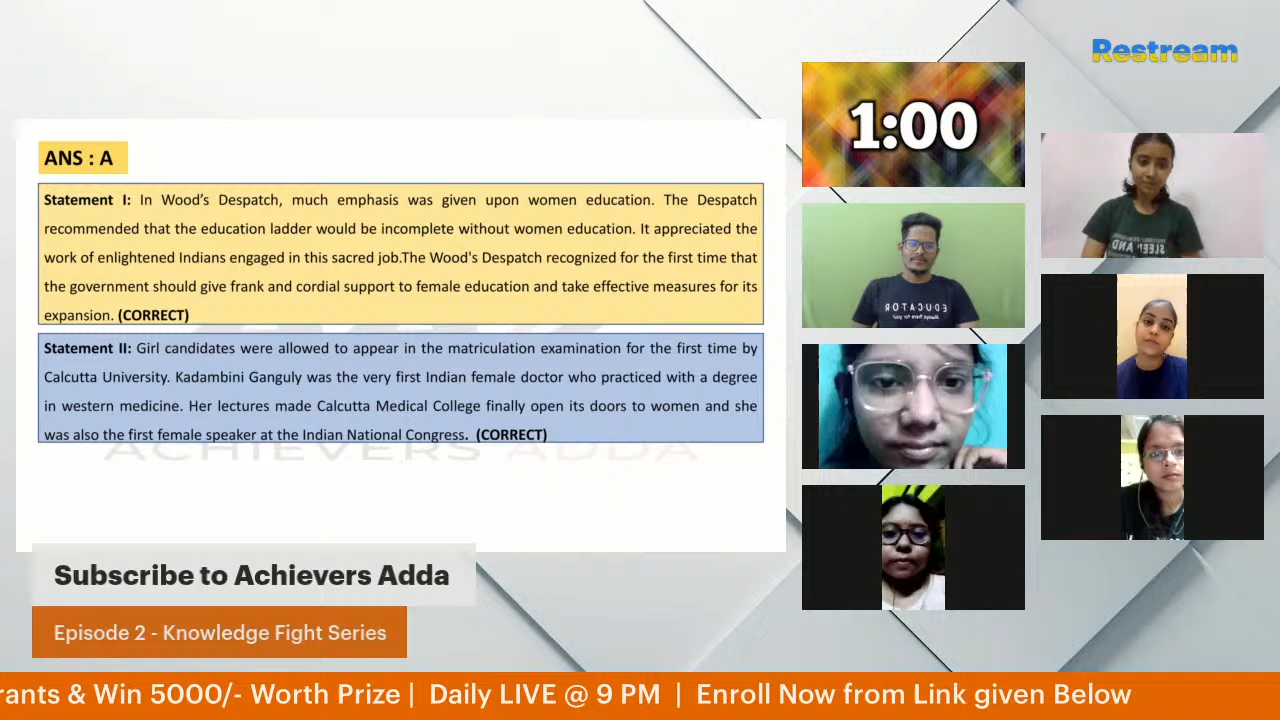 Restream
1:00
ANS : A
Statement I: In Wood’s Despatch, much emphasis was given upon women education. The Despatch
recommended that the education ladder would be incomplete without women education. It appreciated the
work of enlightened Indians engaged in this sacred job.The Wood's Despatch recognized for the first time that
the government should give frank and cordial support to female education and take effective measures for its
expansion. (CORRECT)
Statement II: Girl candidates were allowed to appear in the matriculation examination for the first time by
Calcutta University. Kadambini Ganguly was the very first Indian female doctor who practiced with a degree
in western medicine. Her lectures made Calcutta Medical College finally open its doors to women and she
was also the first female speaker at the Indian National Congress. (CORRECT)
ACHIEVERS ADDA
EDUCATOR
SLEEP AND
Subscribe to Achievers Adda
Episode 2 - Knowledge Fight Series
rants & Win 5000/- Worth Prize | Daily LIVE @ 9 PM | Enroll Now from Link given Below